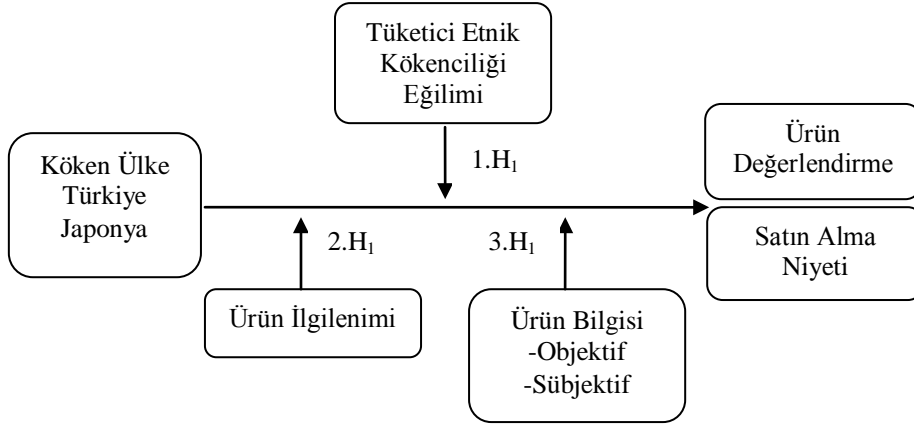 Tüketici Etnik
Kökenciliği
Eğilimi
Köken Ülke
Türkiye
Japonya
1.H₁
Ürün
Değerlendirme
Satın Alma
Niyeti
2.H₁
3.H₁
Ürün İlgilenimi
Ürün Bilgisi
-Objektif
-Sübjektif